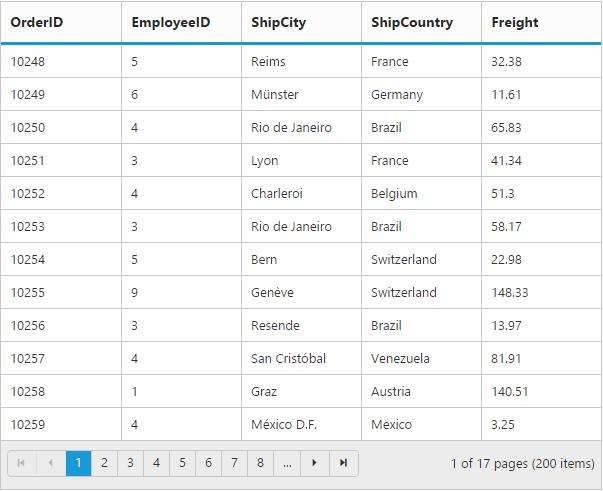 OrderID EmployeeID ShipCity ShipCountry Freight
10248 5 Reims France 32.38
10249 6 Münster Germany 11.61
10250 4 Rio de Janeiro Brazil 65.83
10251 3 Lyon France 41.34
10252 4 Charleroi Belgium 51.3
10253 3 Rio de Janeiro Brazil 58.17
10254 5 Bern Switzerland 22.98
10255 9 Genève Switzerland 148.33
10256 3 Resende Brazil 13.97
10257 4 San Cristóbal Venezuela 81.91
10258 1 Graz Austria 140.51
10259 4 México D.F. Mexico 3.25
1 2 3 4 5 6 7 8 ... 1 of 17 pages (200 items)